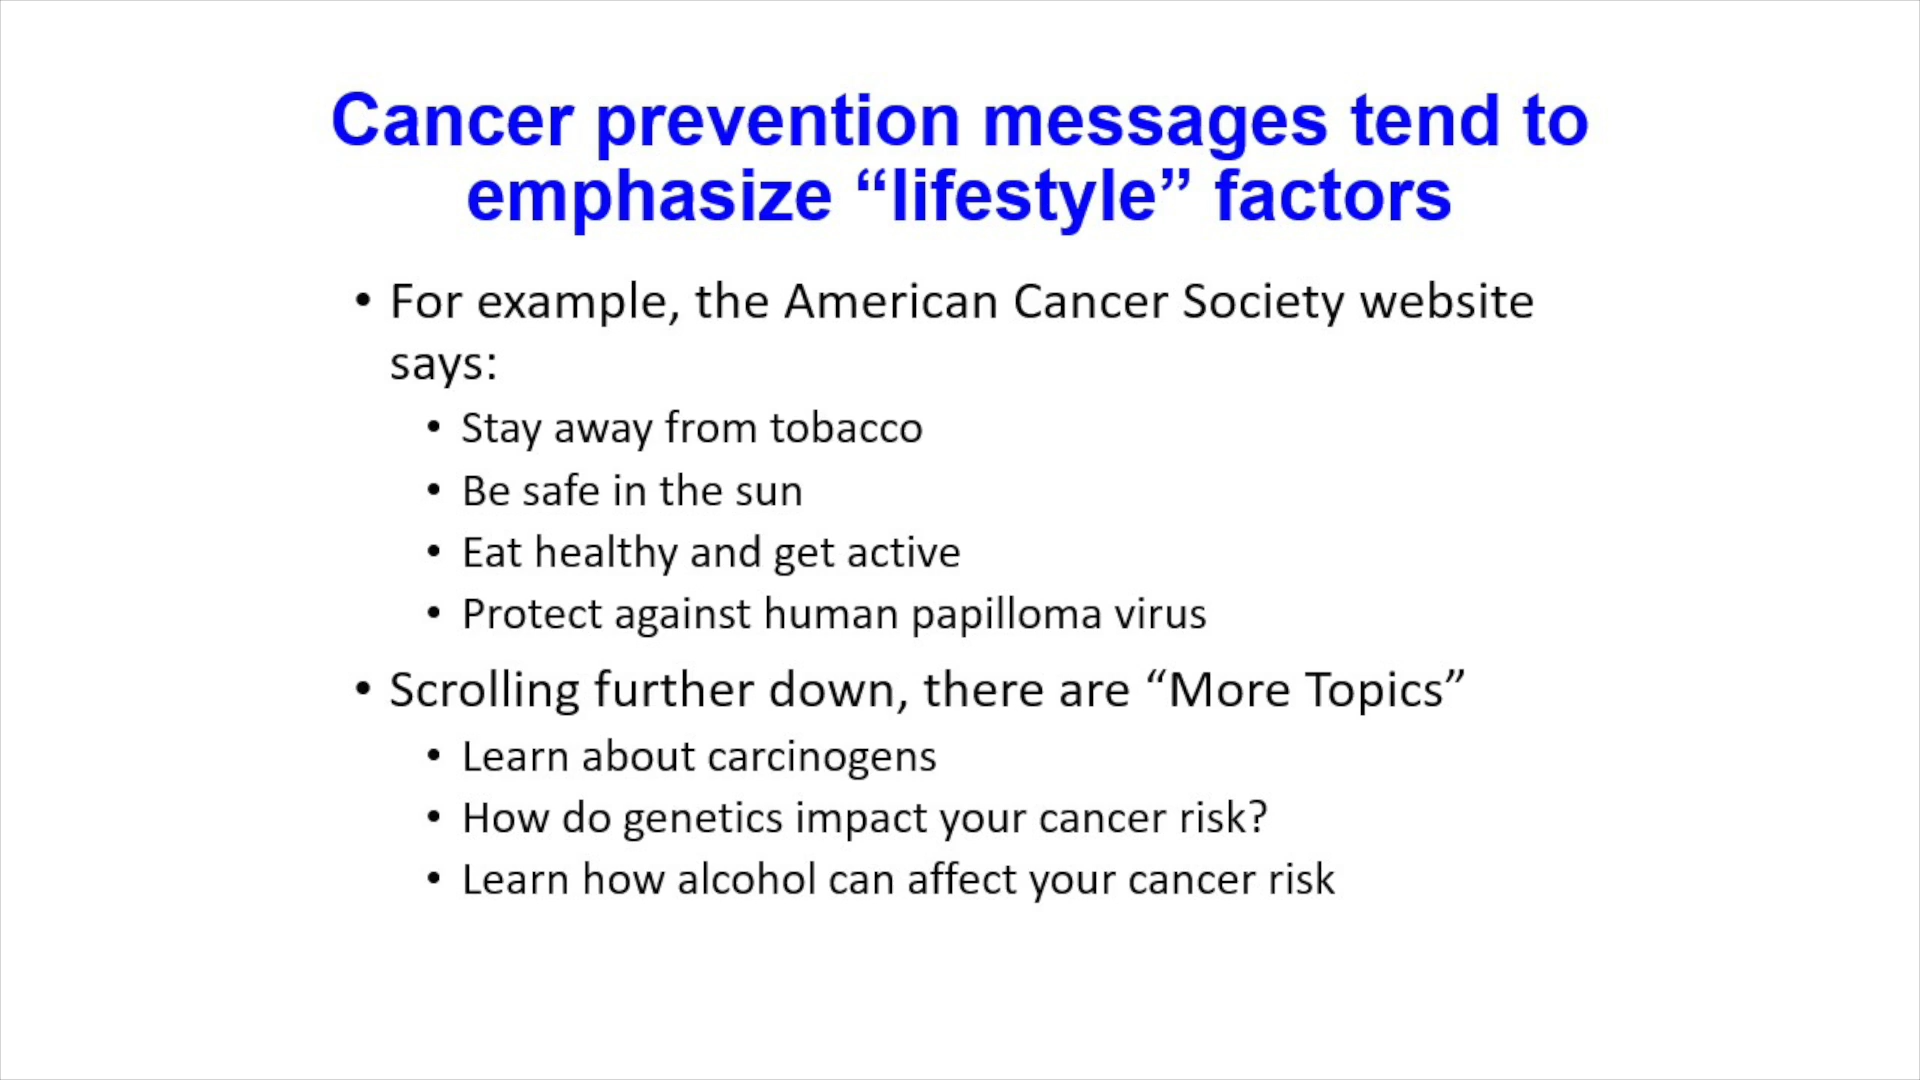 Cancer prevention messages tend to
emphasize “lifestyle” factors
• For example, the American Cancer Society website
says:
• Stay away from tobacco
• Be safe in the sun
• Eat healthy and get active
• Protect against human papilloma virus
• Scrolling further down, there are “More Topics”
• Learn about carcinogens
• How do genetics impact your cancer risk?
• Learn how alcohol can affect your cancer risk